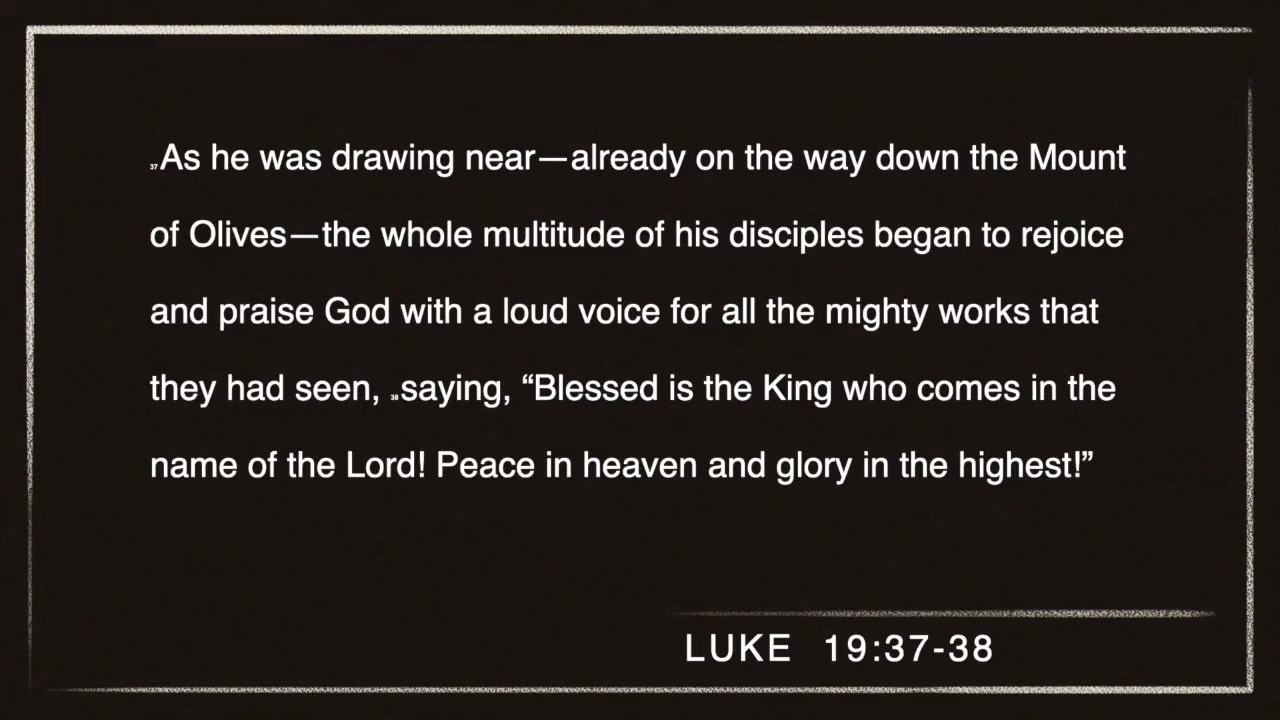 37As he was drawing near—already on the way down the Mount
of Olives—the whole multitude of his disciples began to rejoice
and praise God with a loud voice for all the mighty works that
they had seen, 38saying, “Blessed is the King who comes in the
name of the Lord! Peace in heaven and glory in the highest!”
LUKE 19:37-38